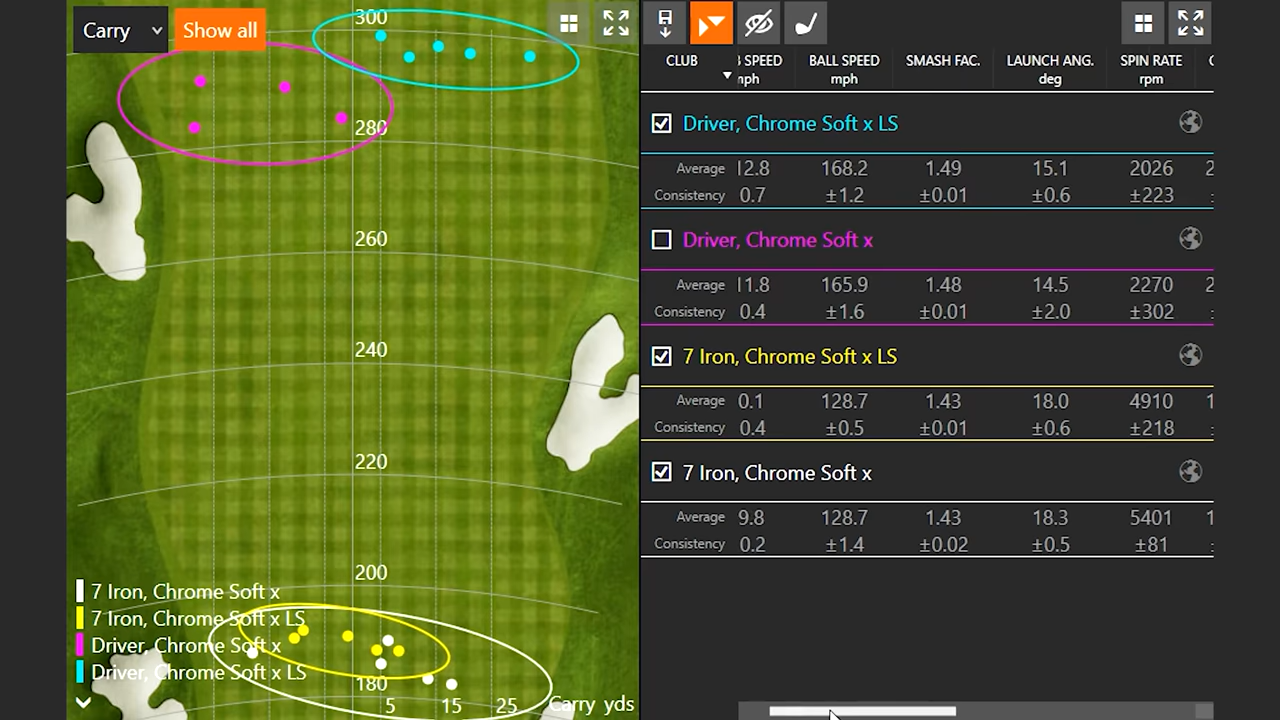 Carry
Show all
300
280
260
240
220
200
180
7 Iron, Chrome Soft x
7 Iron, Chrome Soft x LS
Driver, Chrome Soft x
Driver, Chrome Soft x LS
5 15 25 Carry yds
CLUB SPEED BALL SPEED SMASH FAC. LAUNCH ANG. SPIN RATE
mph mph deg rpm
Driver, Chrome Soft x LS
Average 12.8 168.2 1.49 15.1 2026 2
Consistency 0.7 ±1.2 ±0.01 ±0.6 ±223
Driver, Chrome Soft x
Average 11.8 165.9 1.48 14.5 2270 2
Consistency 0.4 ±1.6 ±0.01 ±2.0 ±302
7 Iron, Chrome Soft x LS
Average 0.1 128.7 1.43 18.0 4910 1
Consistency 0.4 ±0.5 ±0.01 ±0.6 ±218
7 Iron, Chrome Soft x
Average 9.8 128.7 1.43 18.3 5401 1
Consistency 0.2 ±1.4 ±0.02 ±0.5 ±81